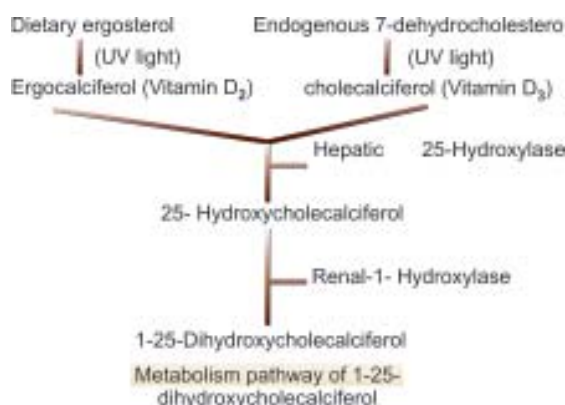 Dietary ergosterol
Endogenous 7-dehydrocholestero
(UV light)
(UV light)
Ergocalciferol (Vitamin D2)
cholecalciferol (Vitamin D3)
Hepatic 25-Hydroxylase
25- Hydroxycholecalciferol
Renal-1- Hydroxylase
1-25-Dihydroxycholecalciferol
Metabolism pathway of 1-25-
dihydroxycholecalciferol